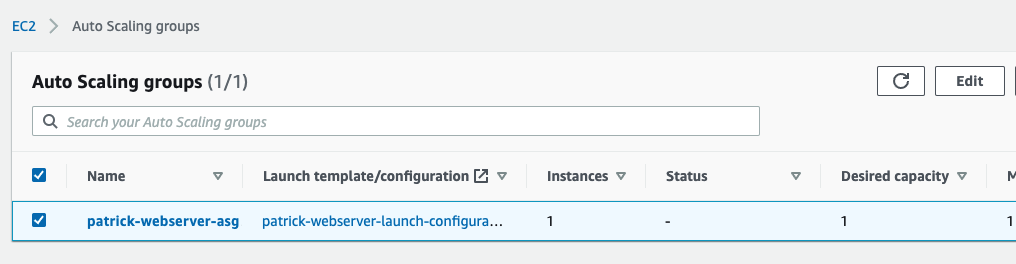 EC2 > Auto Scaling groups
Auto Scaling groups (1/1)
Edit
Search your Auto Scaling groups
Name Launch template/configuration Instances Status Desired capacity M
patrick-webserver-asg patrick-webserver-launch-configura... 1 - 1 1